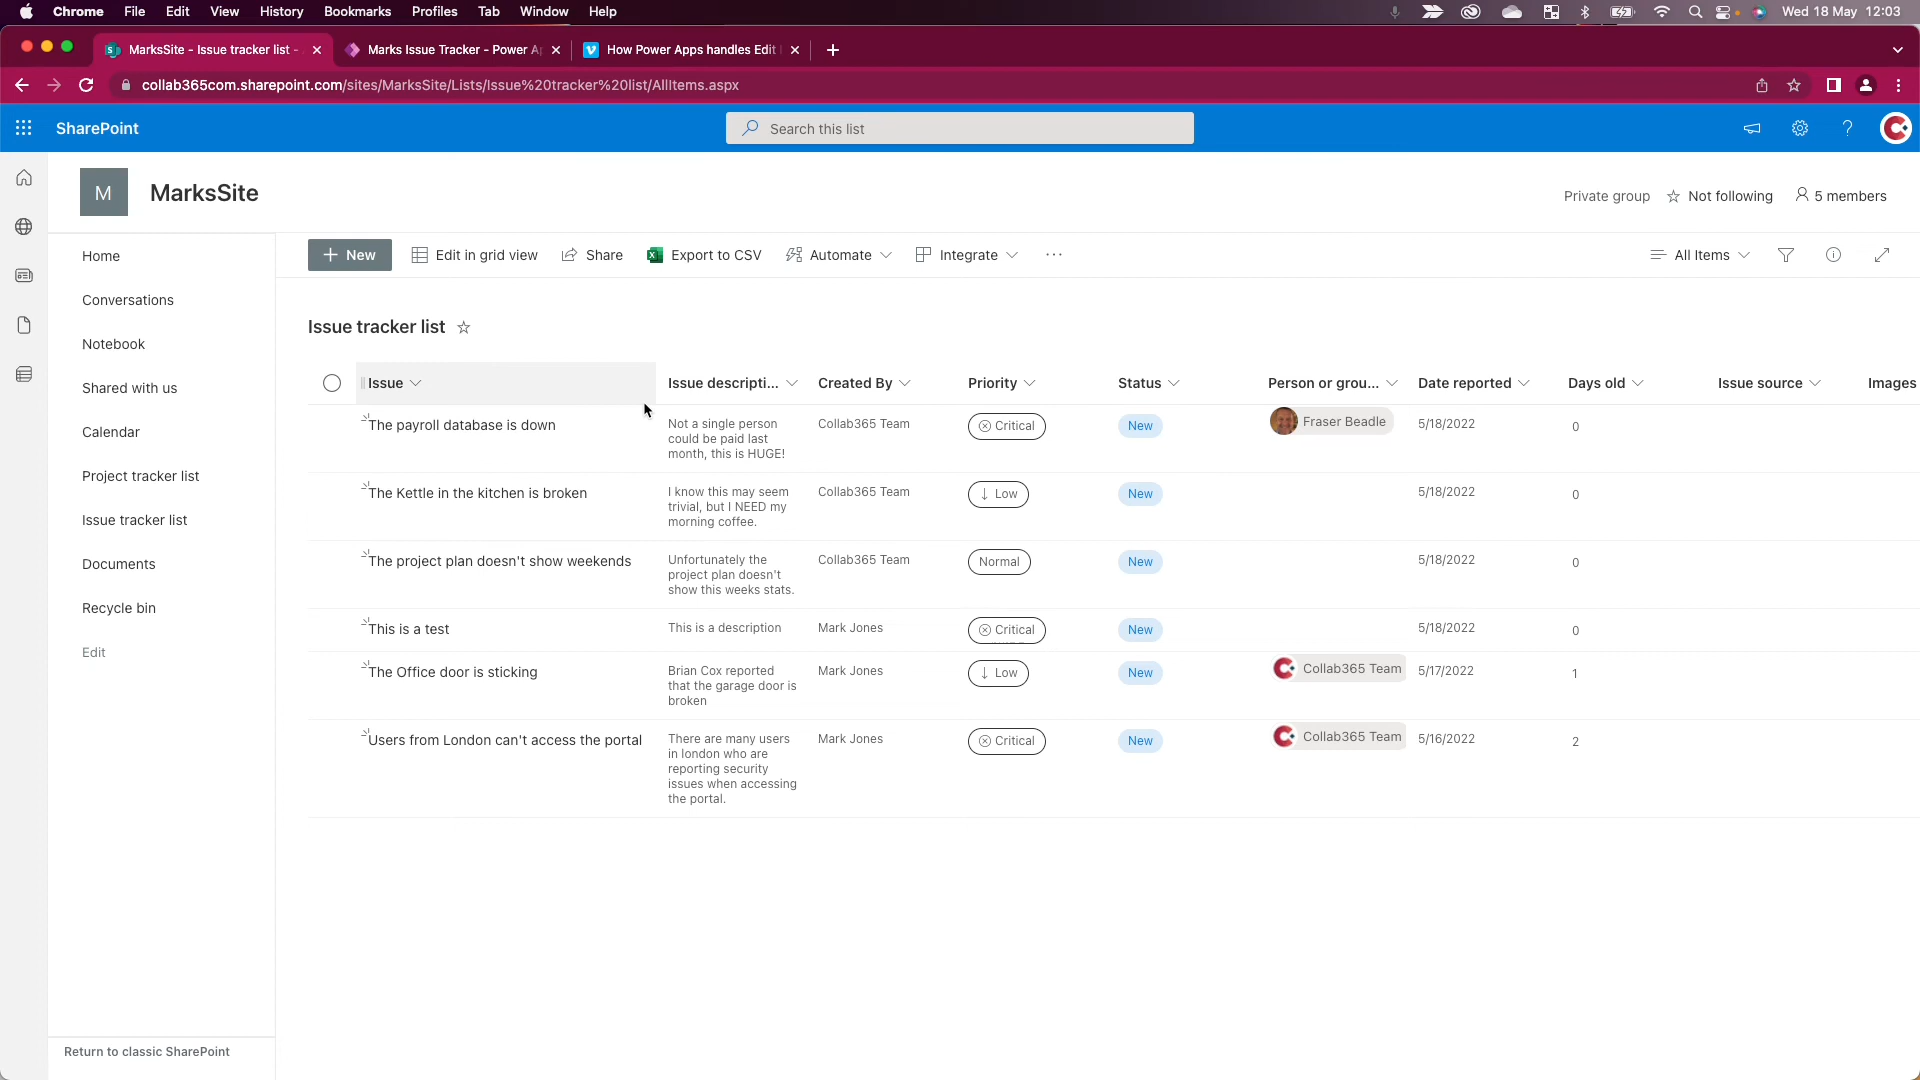 Chrome File Edit View History Bookmarks Profiles Tab Window Help Wed 18 May 12:03
MarksSite - Issue tracker list - Marks Issue Tracker - Power A How Power Apps handles Edit
collab365com.sharepoint.com/sites/MarksSite/Lists/Issue%20tracker%20list/AllItems.aspx
SharePoint Search this list
M MarksSite Private group Not following 5 members
Home
Conversations
Notebook
Shared with us
Calendar
Project tracker list
Issue tracker list
Documents
Recycle bin
Edit
Return to classic SharePoint
New Edit in grid view Share Export to CSV Automate Integrate ... All Items
Issue tracker list
Issue Issue descripti... Created By Priority Status Person or grou... Date reported Days old Issue source Images
The payroll database is down Not a single person Collab365 Team Critical New Fraser Beadle 5/18/2022 0
could be paid last
month, this is HUGE!
The Kettle in the kitchen is broken I know this may seem Collab365 Team Low New 5/18/2022 0
trivial, but I NEED my
morning coffee.
The project plan doesn't show weekends Unfortunately the Collab365 Team Normal New 5/18/2022 0
project plan doesn't
show this weeks stats.
This is a test This is a description Mark Jones Critical New 5/18/2022 0
The Office door is sticking Brian Cox reported Mark Jones Low New Collab365 Team 5/17/2022 1
that the garage door is
broken
Users from London can't access the portal There are many users Mark Jones Critical New Collab365 Team 5/16/2022 2
in london who are
reporting security
issues when accessing
the portal.